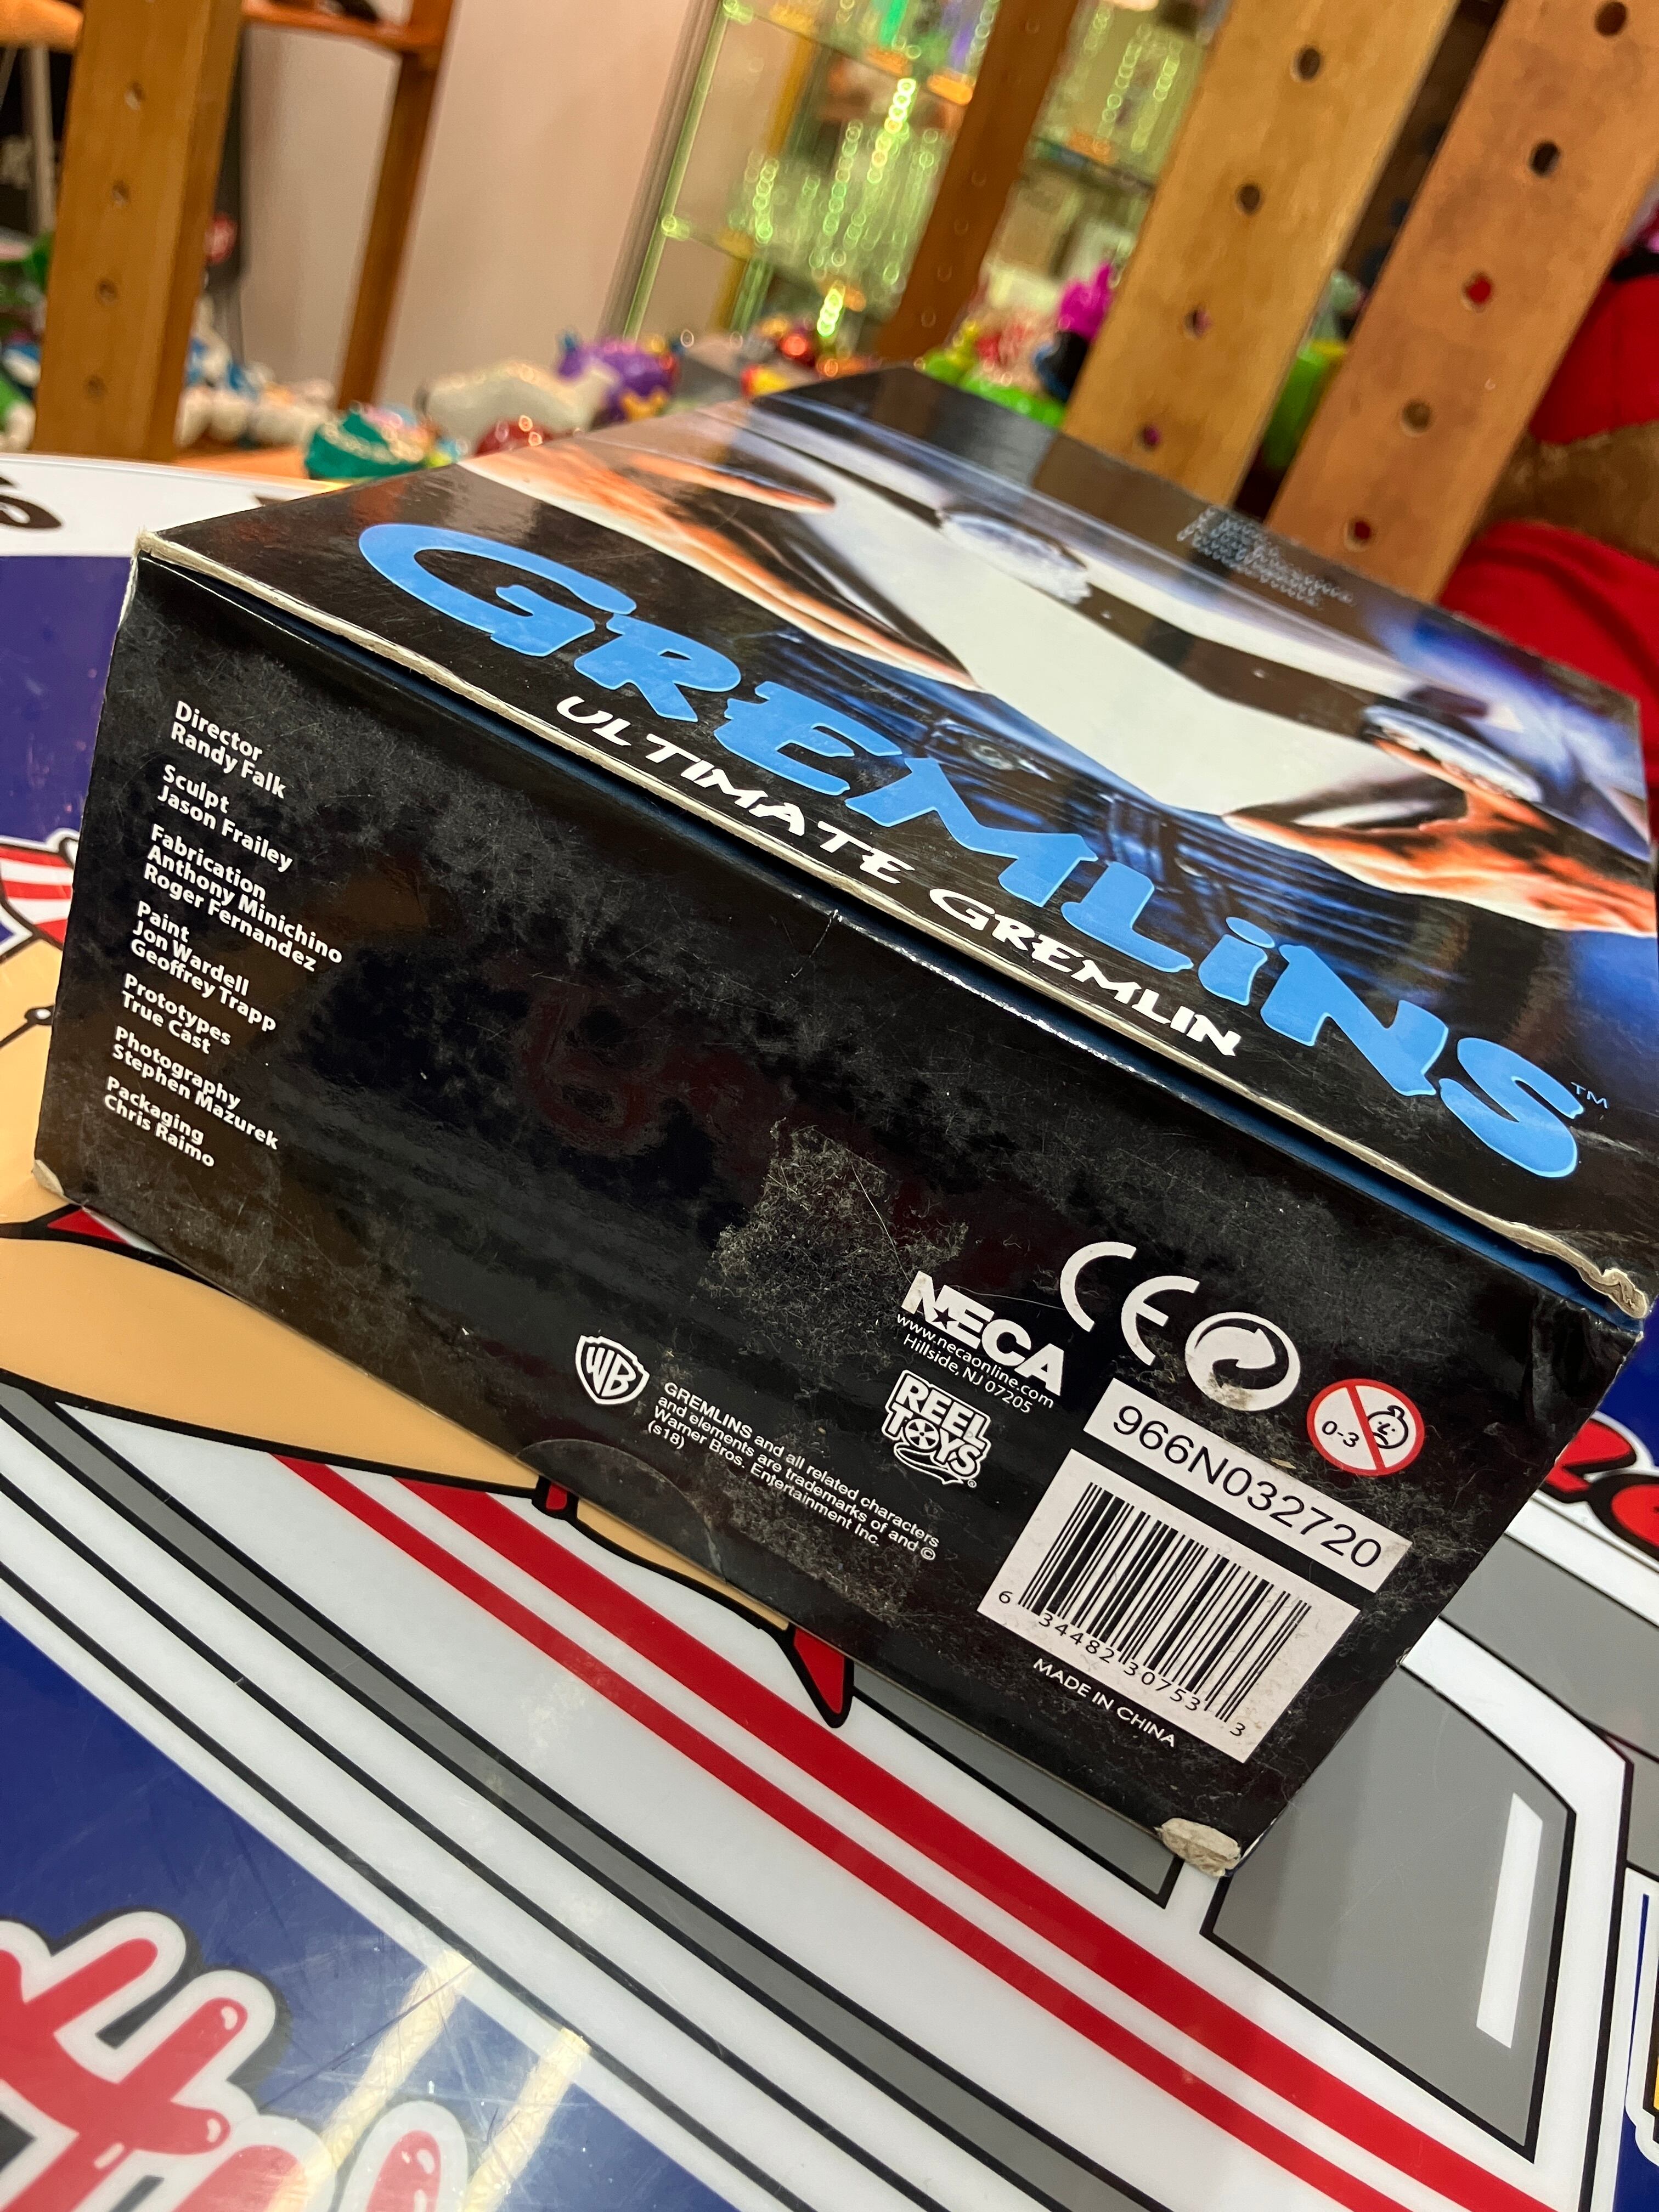 GREMLiNS™
ULTIMATE GREMLIN
Director
Randy Falk
Sculpt
Jason Frailey
Fabrication
Anthony Minichino
Roger Fernandez
Paint
Jon Wardell
Geoffrey Trapp
Prototypes
True Cast
Photography
Stephen Mazurek
Packaging
Chris Raimo
WB
GREMLINS and all related characters
and elements are trademarks of and ©
Warner Bros. Entertainment Inc.
(s18)
NECA
www.necaonline.com
Hillside, NJ 07205
REEL
TOYS®
CE
0-3
966N032720
6 34482 30753 3
MADE IN CHINA